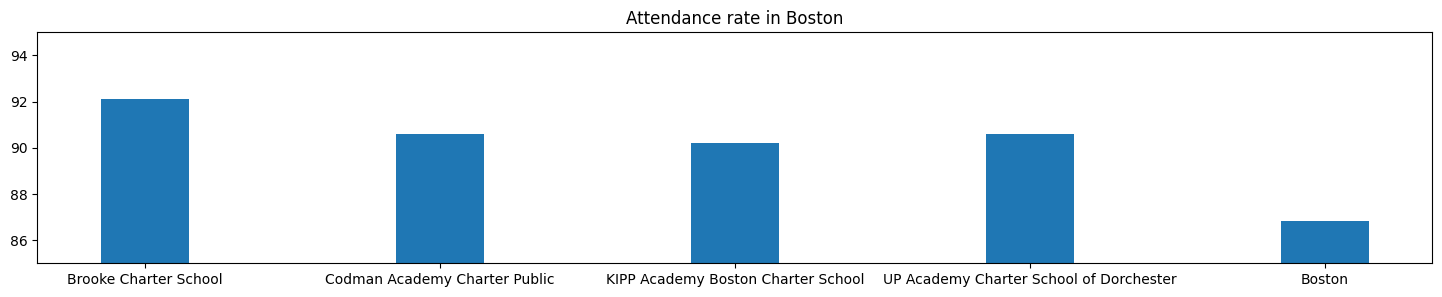 Attendance rate in Boston
94
92
90
88
86
Brooke Charter School
Codman Academy Charter Public
KIPP Academy Boston Charter School
UP Academy Charter School of Dorchester
Boston